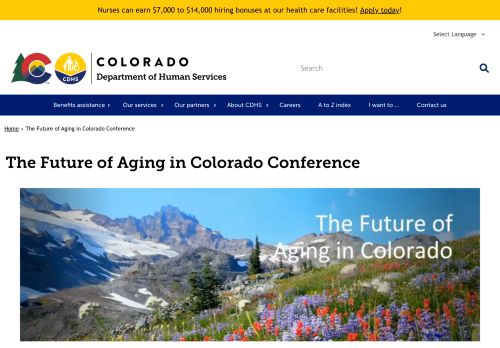 Nurses can earn $7,000 to $14,000 hiring bonuses at our health care facilities! Apply today!
Select Language
CDHS
COLORADO
Department of Human Services
Search
Benefits assistance
Our services
Our partners
About CDHS
Careers
A to Z index
I want to ...
Contact us
Home › The Future of Aging in Colorado Conference
The Future of Aging in Colorado Conference
The Future of
Aging in Colorado